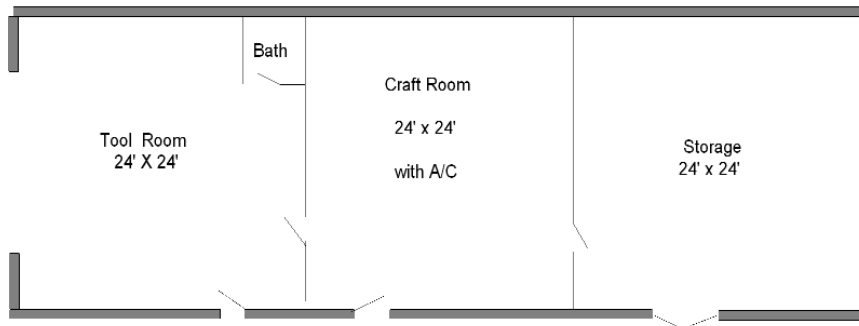 Bath
Craft Room
24' x 24'
with A/C
Tool Room
24' X 24'
Storage
24' x 24'